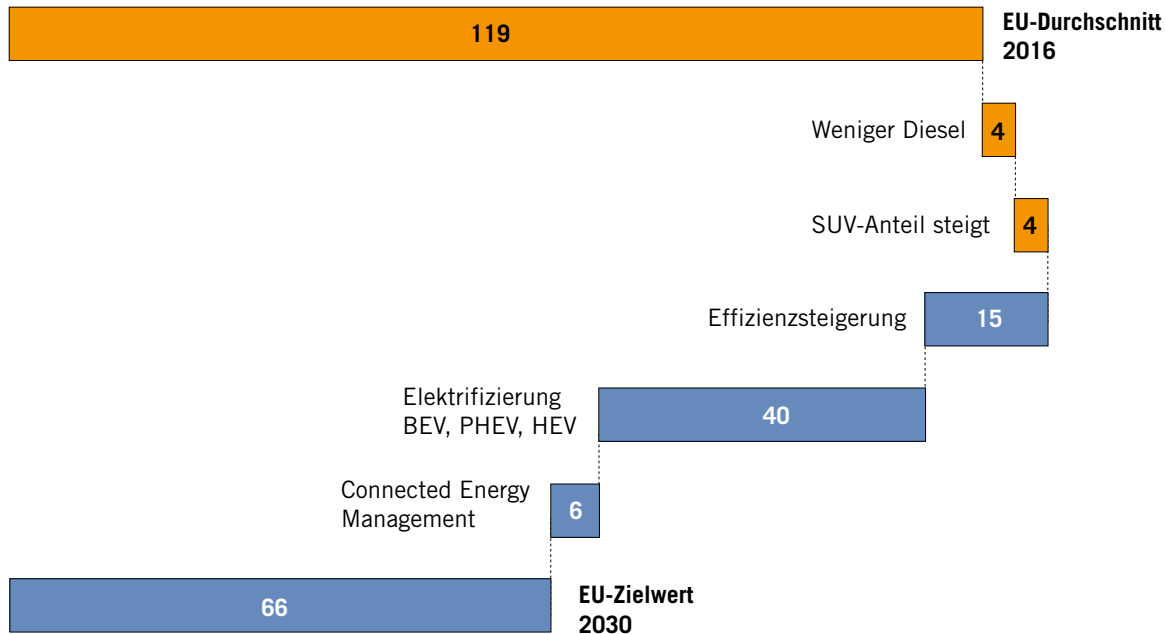 119
EU-Durchschnitt
2016
Weniger Diesel
4
SUV-Anteil steigt
4
Effizienzsteigerung
15
Elektrifizierung
BEV, PHEV, HEV
40
Connected Energy
Management
6
66
EU-Zielwert
2030